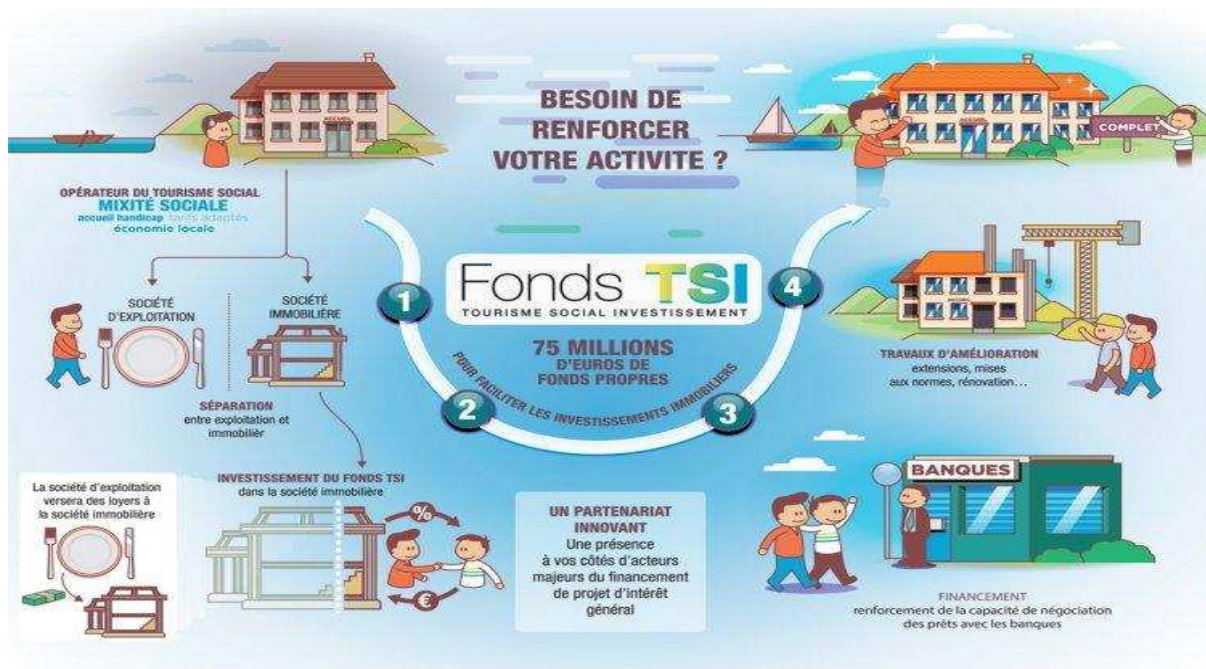 BESOIN DE
RENFORCER
VOTRE ACTIVITE ?
ACCUEIL
OPÉRATEUR DU TOURISME SOCIAL
MIXITÉ SOCIALE
accueil handicap tarifs adaptés
économie locale
SOCIÉTÉ
D'EXPLOITATION
SOCIÉTÉ
IMMOBILIÈRE
SÉPARATION
entre exploitation et
immobilièr
La société d'exploitation
versera des loyers à
la société immobilière
INVESTISSEMENT DU FONDS TSI
dans la société immobilière
%
€
1
2
3
4
Fonds TSI
TOURISME SOCIAL INVESTISSEMENT
75 MILLIONS
D'EUROS DE
FONDS PROPRES
POUR FACILITER LES INVESTISSEMENTS IMMOBILIERS
UN PARTENARIAT
INNOVANT
Une présence
à vos côtés d'acteurs
majeurs du financement
de projet d'intérêt
général
BANQUES
FINANCEMENT
renforcement de la capacité de négociation
des prêts avec les banques
TRAVAUX D'AMÉLIORATION
extensions, mises
aux normes, rénovation...
ACCUEIL
COMPLET